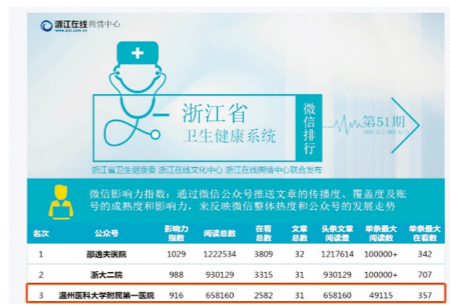 浙江在线 舆情中心
www.zjol.com.cn
浙江省
卫生健康系统
微信排行
第51期
浙江省卫生健康委 浙江在线文化中心 浙江在线舆情中心联合发布
微信影响力指数：通过微信公众号推送文章的传播度、覆盖度及账
号的成熟度和影响力，来反映微信整体热度和公众号的发展走势
名次 公众号 影响力指数 阅读总数 在看总数 文章总数 头条文章阅读量 单条最大阅读数 单条最大在看数
1 邵逸夫医院 1029 1222534 3809 32 1217614 100000+ 342
2 浙大二院 988 930129 3315 31 930129 100000+ 707
3 温州医科大学附属第一医院 916 658160 2582 31 658160 49115 357